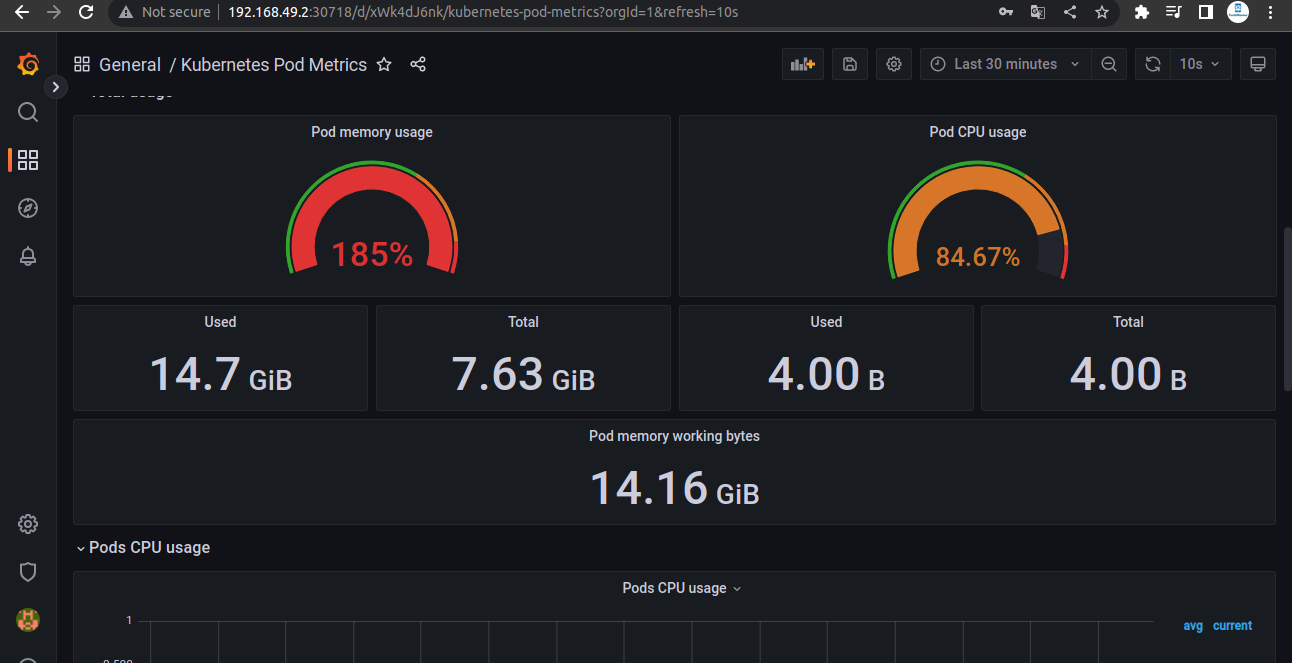 Not secure 192.168.49.2:30718/d/xWk4dJ6nk/kubernetes-pod-metrics?orgId=1&refresh=10s
General / Kubernetes Pod Metrics
Last 30 minutes
10s
Total usage
Pod memory usage
185%
Pod CPU usage
84.67%
Used
14.7 GiB
Total
7.63 GiB
Used
4.00 B
Total
4.00 B
Pod memory working bytes
14.16 GiB
Pods CPU usage
Pods CPU usage
1
avg current